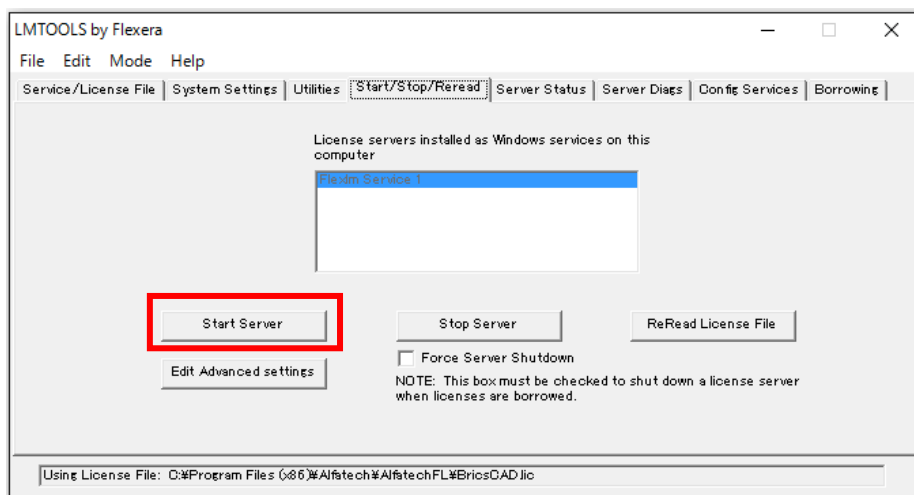 LMTOOLS by Flexera
File Edit Mode Help
Service/License File System Settings Utilities Start/Stop/Reread Server Status Server Diags Config Services Borrowing
License servers installed as Windows services on this
computer
Flexlm Service 1
Start Server Stop Server ReRead License File
Edit Advanced settings
Force Server Shutdown
NOTE: This box must be checked to shut down a license server
when licenses are borrowed.
Using License File: C:¥Program Files (x86)¥Alfatech¥AlfatechFL¥BricsCAD.lic